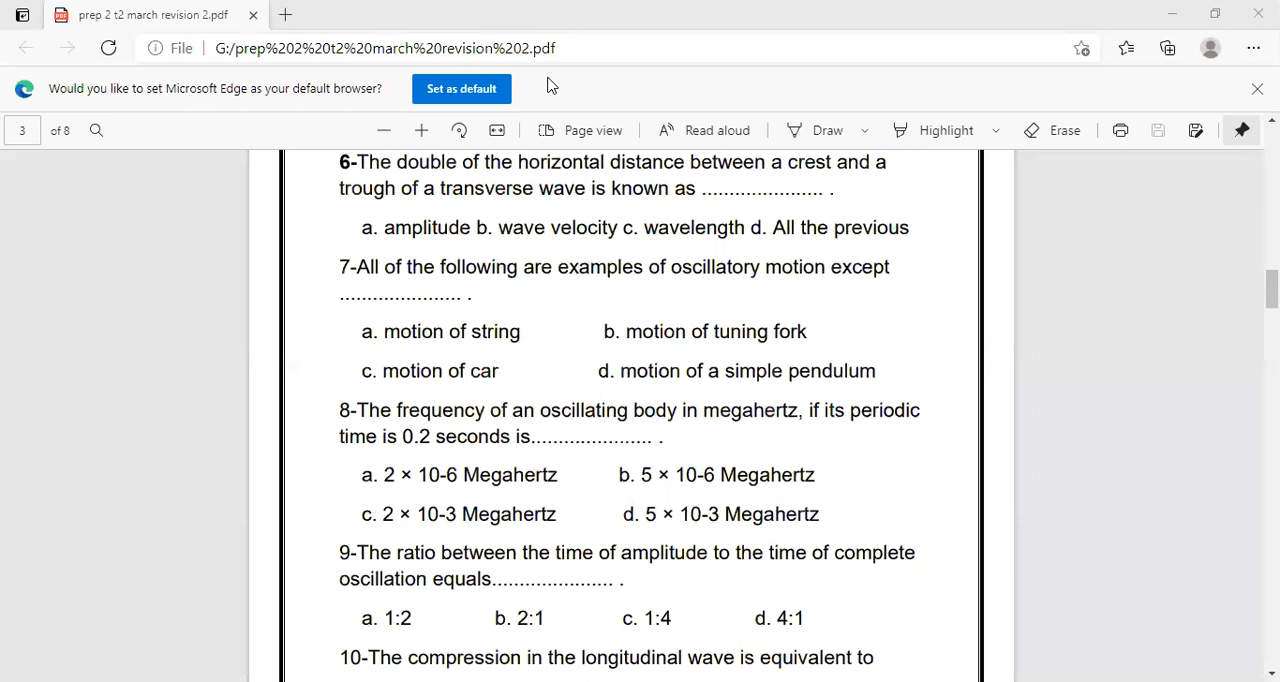 prep 2 t2 march revision 2.pdf
File G:/prep%202%20t2%20march%20revision%202.pdf
Would you like to set Microsoft Edge as your default browser? Set as default
3 of 8 Page view Read aloud Draw Highlight Erase
6-The double of the horizontal distance between a crest and a
trough of a transverse wave is known as ...................... .
a. amplitude b. wave velocity c. wavelength d. All the previous
7-All of the following are examples of oscillatory motion except
...................... .
a. motion of string b. motion of tuning fork
c. motion of car d. motion of a simple pendulum
8-The frequency of an oscillating body in megahertz, if its periodic
time is 0.2 seconds is...................... .
a. 2 × 10-6 Megahertz b. 5 × 10-6 Megahertz
c. 2 × 10-3 Megahertz d. 5 × 10-3 Megahertz
9-The ratio between the time of amplitude to the time of complete
oscillation equals...................... .
a. 1:2 b. 2:1 c. 1:4 d. 4:1
10-The compression in the longitudinal wave is equivalent to